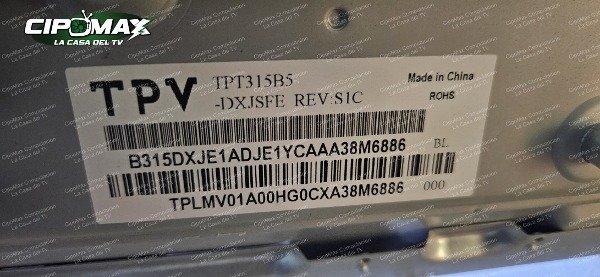 CIPOMAX
LA CASA DEL TV
TPV
TPT315B5
-DXJSFE REV:S1C
Made in China
ROHS
B315DXJE1ADJE1YCAAA38M6886 BL
TPLMV01A00HG0CXA38M6886 000